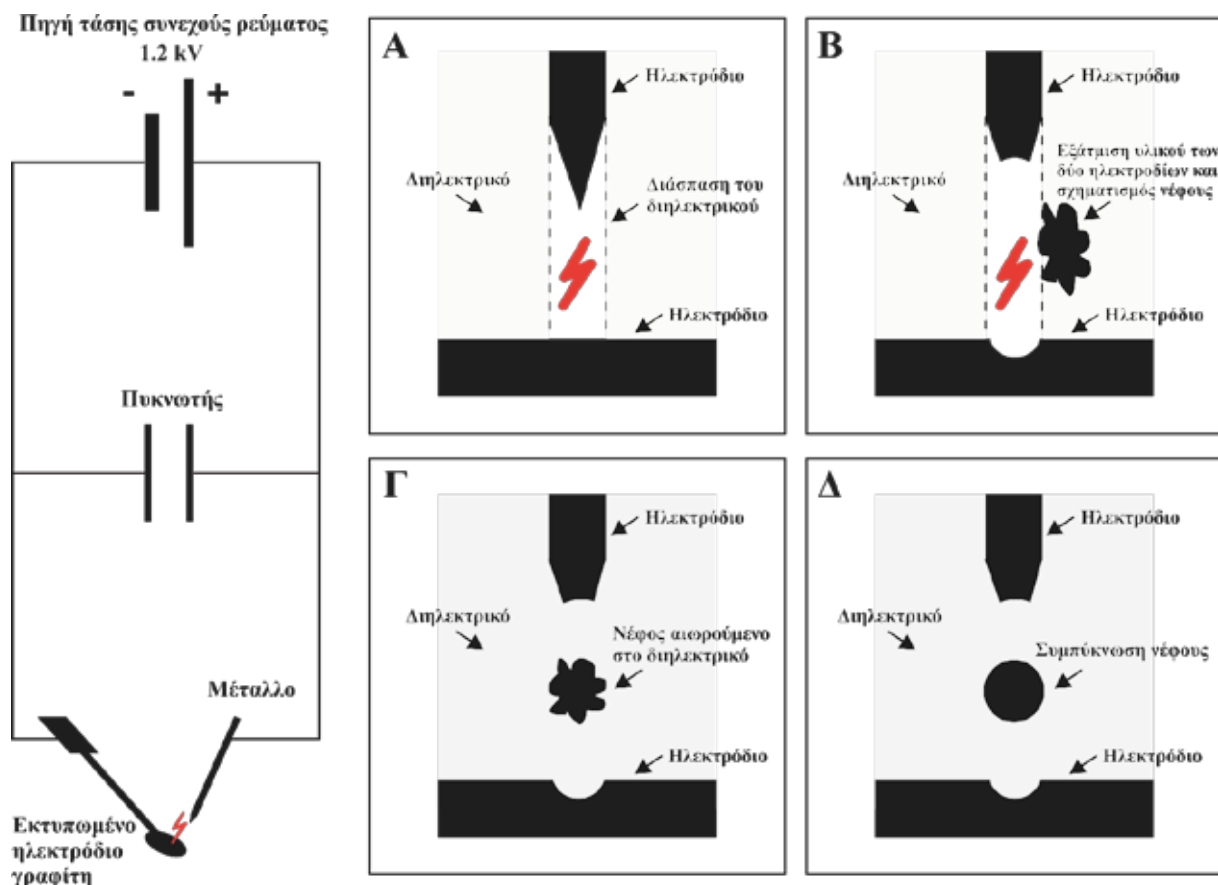 Πηγή τάσης συνεχούς ρεύματος
1.2 kV
- +
Πυκνωτής
Μέταλλο
Εκτυπωμένο
ηλεκτρόδιο
γραφίτη
Α
Ηλεκτρόδιο
Διηλεκτρικό
Διάσπαση του
διηλεκτρικού
Ηλεκτρόδιο
Β
Ηλεκτρόδιο
Εξάτμιση υλικού των
δύο ηλεκτροδίων και
σχηματισμός νέφους
Διηλεκτρικό
Ηλεκτρόδιο
Γ
Ηλεκτρόδιο
Διηλεκτρικό
Νέφος αιωρούμενο
στο διηλεκτρικό
Ηλεκτρόδιο
Δ
Ηλεκτρόδιο
Διηλεκτρικό
Συμπύκνωση νέφους
Ηλεκτρόδιο